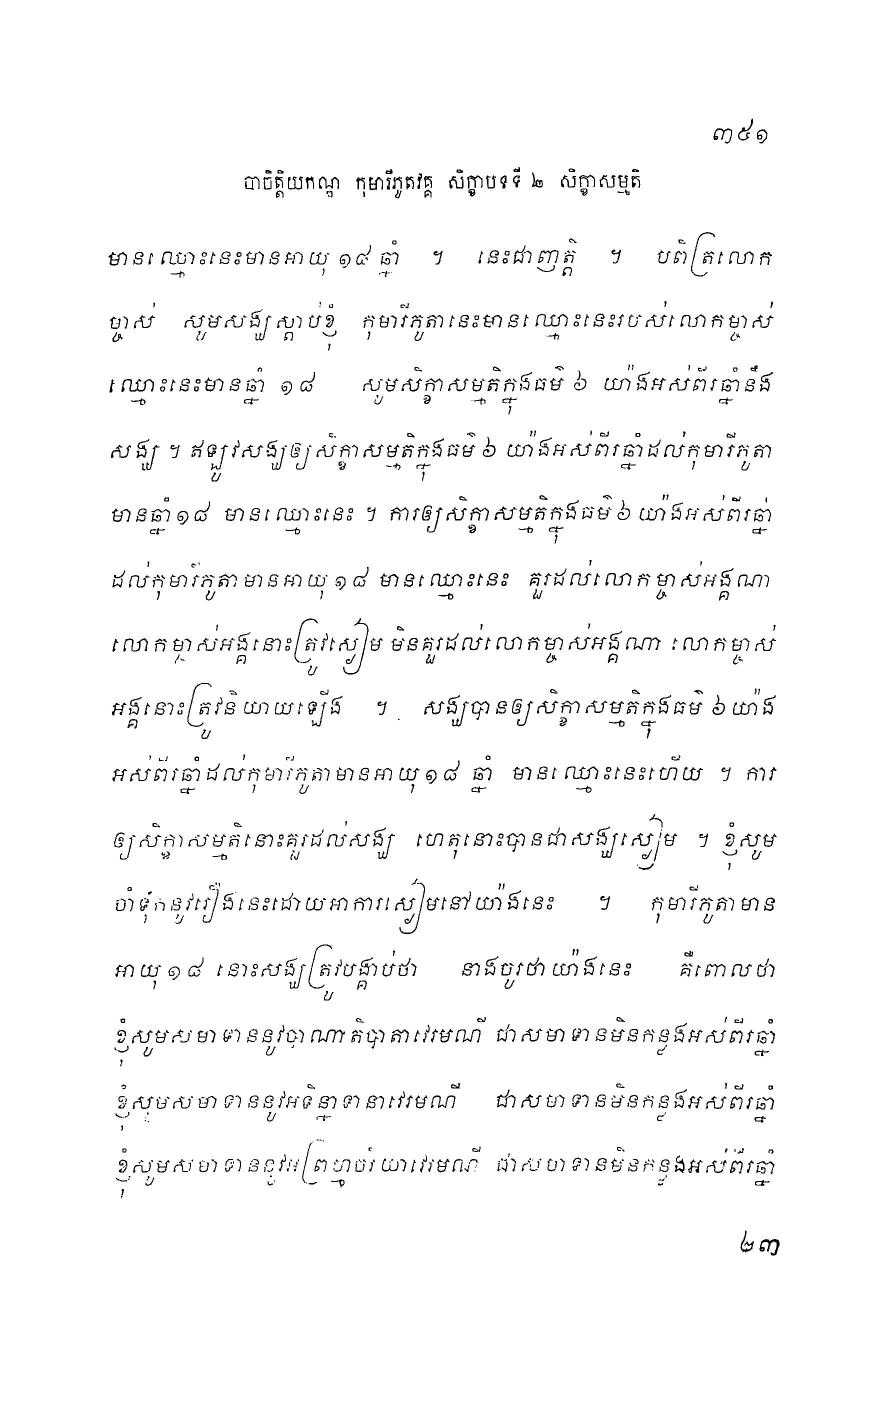 ៣៥១
បាចិត្តិយកណ្ឌ កុមារីភូតវគ្គ សិក្ខាបទទី ២ សិក្ខាសម្មតិ
មានឈ្មោះនេះមានអាយុ ១៨ ឆ្នាំ ។ នេះជាញត្តិ ។ បពិត្រលោក
ម្ចាស់ សូមសង្ឃស្តាប់ខ្ញុំ កុមារីភូតានេះមានឈ្មោះនេះរបស់លោកម្ចាស់
ឈ្មោះនេះមានឆ្នាំ ១៨ សូមសិក្ខាសម្មតិក្នុងធម៌ ៦ យ៉ាងអស់ពីរឆ្នាំនឹង
សង្ឃ ។ ឥឡូវសង្ឃឲ្យសិក្ខាសម្មតិក្នុងធម៌ ៦ យ៉ាងអស់ពីរឆ្នាំដល់កុមារីភូតា
មានឆ្នាំ ១៨ មានឈ្មោះនេះ ។ ការឲ្យសិក្ខាសម្មតិក្នុងធម៌ ៦ យ៉ាងអស់ពីរឆ្នាំ
ដល់កុមារីភូតាមានអាយុ ១៨ មានឈ្មោះនេះ គួរដល់លោកម្ចាស់អង្គណា
លោកម្ចាស់អង្គនោះត្រូវស្ងៀម មិនគួរដល់លោកម្ចាស់អង្គណា លោកម្ចាស់
អង្គនោះត្រូវនិយាយឡើង ។ សង្ឃបានឲ្យសិក្ខាសម្មតិក្នុងធម៌ ៦ យ៉ាង
អស់ពីរឆ្នាំដល់កុមារីភូតាមានអាយុ ១៨ ឆ្នាំ មានឈ្មោះនេះហើយ ។ ការ
ឲ្យសិក្ខាសម្មតិនោះគួរដល់សង្ឃ ហេតុនោះបានជាសង្ឃស្ងៀម ។ ខ្ញុំសូម
ចាំទុកនូវរឿងនេះដោយអាការស្ងៀមនៅយ៉ាងនេះ ។ កុមារីភូតាមាន
អាយុ ១៨ នោះសង្ឃត្រូវបង្គាប់ថា នាងចូរថាយ៉ាងនេះ គឺពោលថា
ខ្ញុំសូមសមាទាននូវបាណាតិបាតាវេរមណី ជាសមាទានមិនកន្លងអស់ពីរឆ្នាំ
ខ្ញុំសូមសមាទាននូវអទិន្នាទានាវេរមណី ជាសមាទានមិនកន្លងអស់ពីរឆ្នាំ
ខ្ញុំសូមសមាទាននូវអព្រហ្មចរិយាវេរមណី ជាសមាទានមិនកន្លងអស់ពីរឆ្នាំ
២៣